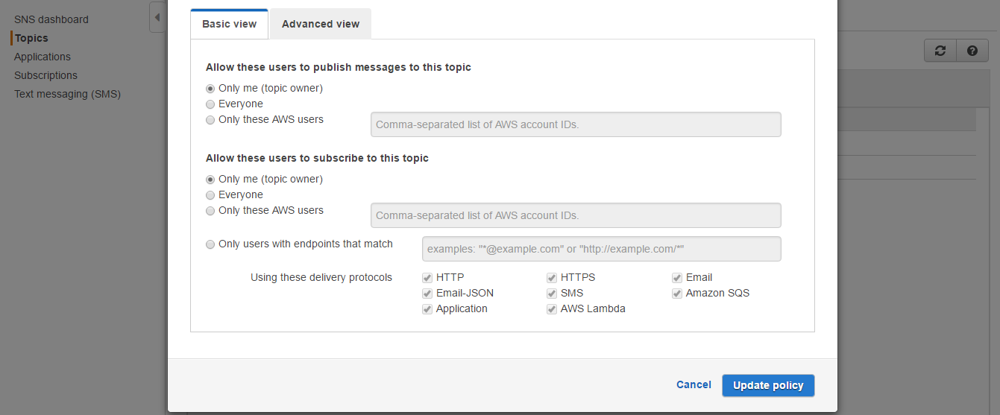 SNS dashboard
Topics
Applications
Subscriptions
Text messaging (SMS)
Basic view
Advanced view
Allow these users to publish messages to this topic
Only me (topic owner)
Everyone
Only these AWS users
Comma-separated list of AWS account IDs.
Allow these users to subscribe to this topic
Only me (topic owner)
Everyone
Only these AWS users
Comma-separated list of AWS account IDs.
Only users with endpoints that match
examples: "*@example.com" or "http://example.com/*"
Using these delivery protocols
HTTP
HTTPS
Email
Email-JSON
SMS
Amazon SQS
Application
AWS Lambda
Cancel
Update policy